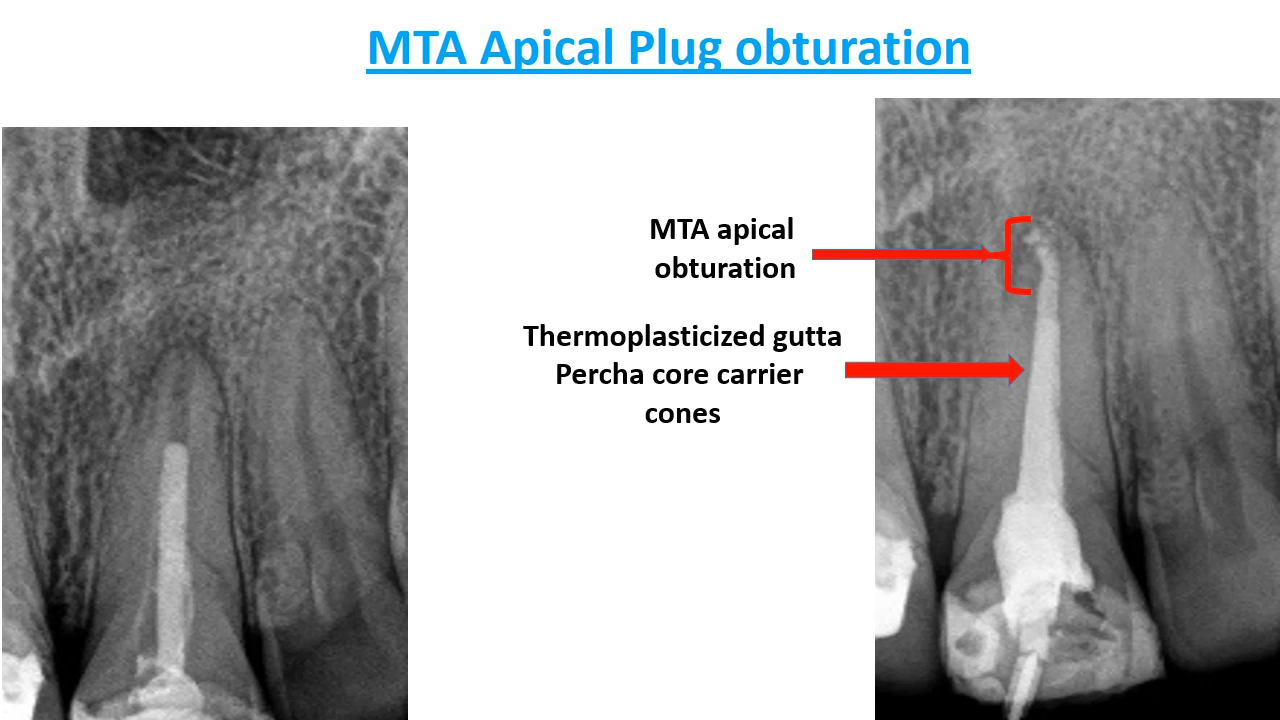 MTA Apical Plug obturation
MTA apical
obturation
Thermoplasticized gutta
Percha core carrier
cones